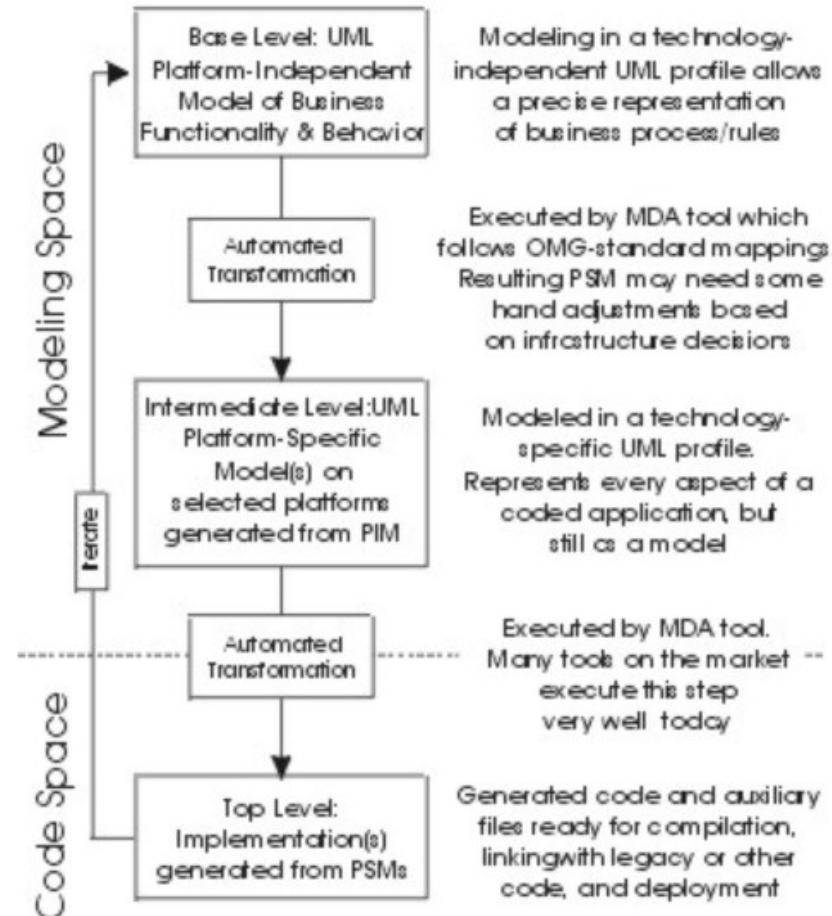 Base Level: UML
Platform-Independent
Model of Business
Functionality & Behavior
Modeling in a technology-
independent UML profile allows
a precise representation
of business process/rules
Automated
Transformation
Executed by MDA tool which
follows OMG-standard mappings
Resulting PSM may need some
hand adjustments based
on infrastructure decisions
Modeling Space
Intermediate Level:UML
Platform-Specific
Model(s) on
selected platforms
generated from PIM
Modeled in a technology-
specific UML profile.
Represents every aspect of a
coded application, but
still as a model
Iterate
Automated
Transformation
Executed by MDA tool.
Many tools on the market
execute this step
very well today
Code Space
Top Level:
Implementation(s)
generated from PSMs
Generated code and auxiliary
files ready for compilation,
linkingwith legacy or other
code, and deployment